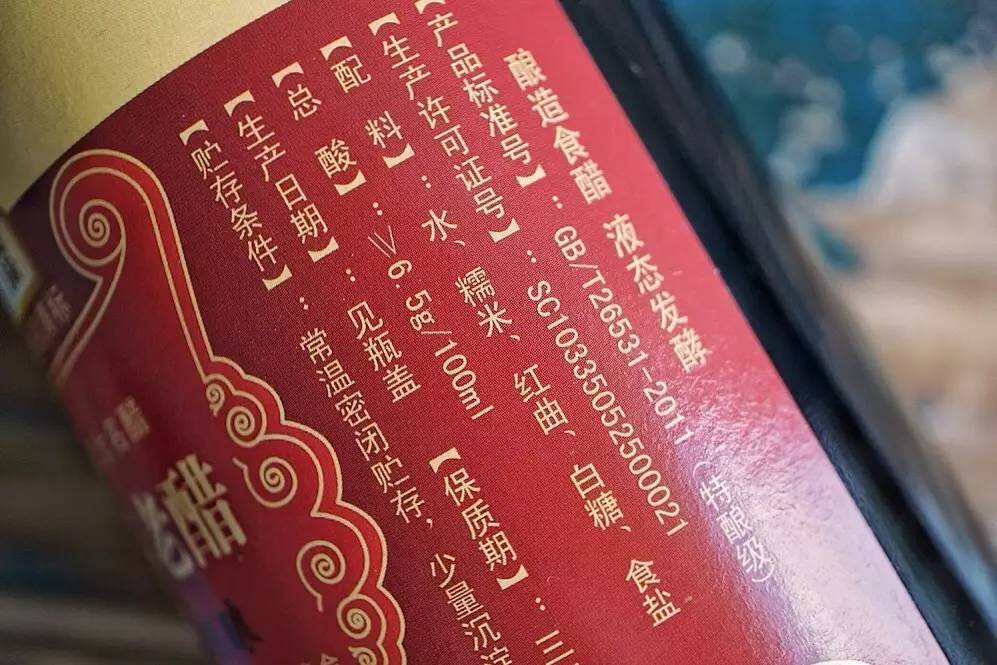 酿造食醋 液态发酵
【产品标准号】：GB/T26531-2011（特酿级）
【生产许可证号】：SC10335052500021
【配 料】：水、糯米、红曲、白糖、食盐
【总 酸】：≥6.5g/100ml
【生产日期】：见瓶盖 【保质期】：三
【贮存条件】：常温密闭贮存，少量沉淀
老醋